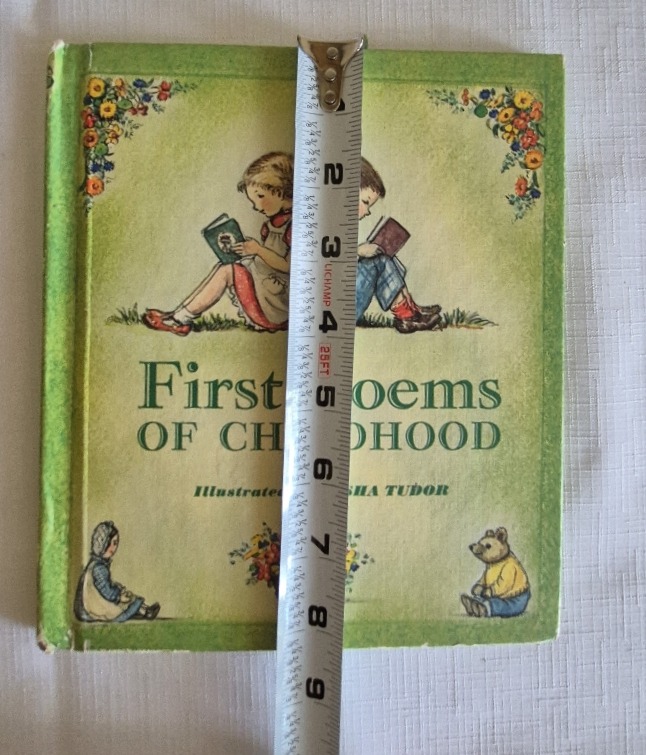 First oems
OF CH DHOOD
Illustrated SHA TUDOR
2
3
LICHAMP
4
25FT
5
6
7
8
9